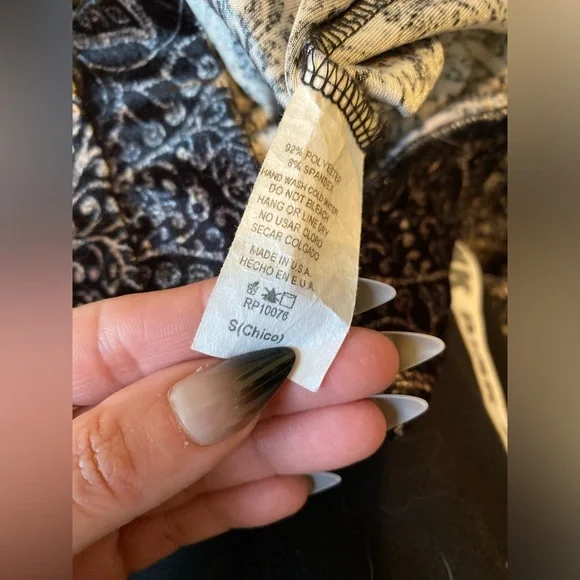 92% POLYESTER
8% SPANDEX
HAND WASH COLD WATER
DO NOT BLEACH
HANG OR LINE DRY
NO USAR CLORO
SECAR COLGADO
MADE IN U.S.A.
HECHO EN E.U.A.
RP10076
S(Chico)